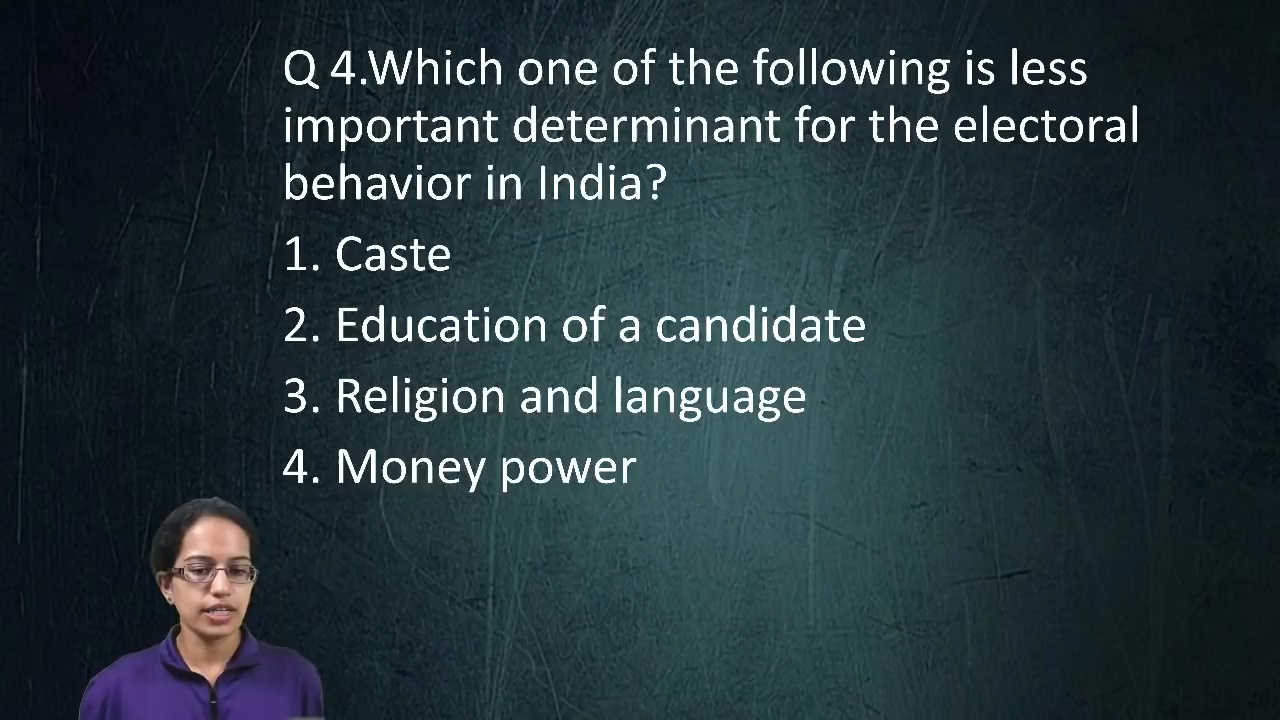 Q 4.Which one of the following is less
important determinant for the electoral
behavior in India?
1. Caste
2. Education of a candidate
3. Religion and language
4. Money power